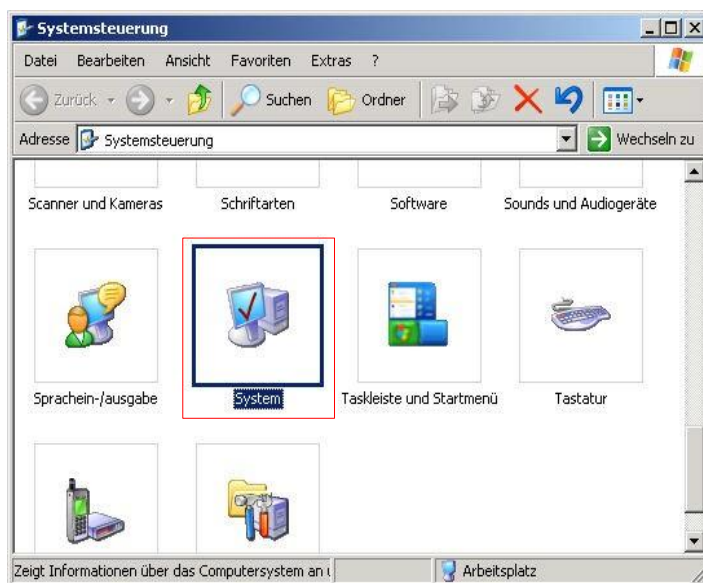 Systemsteuerung
Datei Bearbeiten Ansicht Favoriten Extras ?
Zurück Suchen Ordner
Adresse Systemsteuerung Wechseln zu
Scanner und Kameras Schriftarten Software Sounds und Audiogeräte
Sprachein-/ausgabe System Taskleiste und Startmenü Tastatur
Zeigt Informationen über das Computersystem an Arbeitsplatz